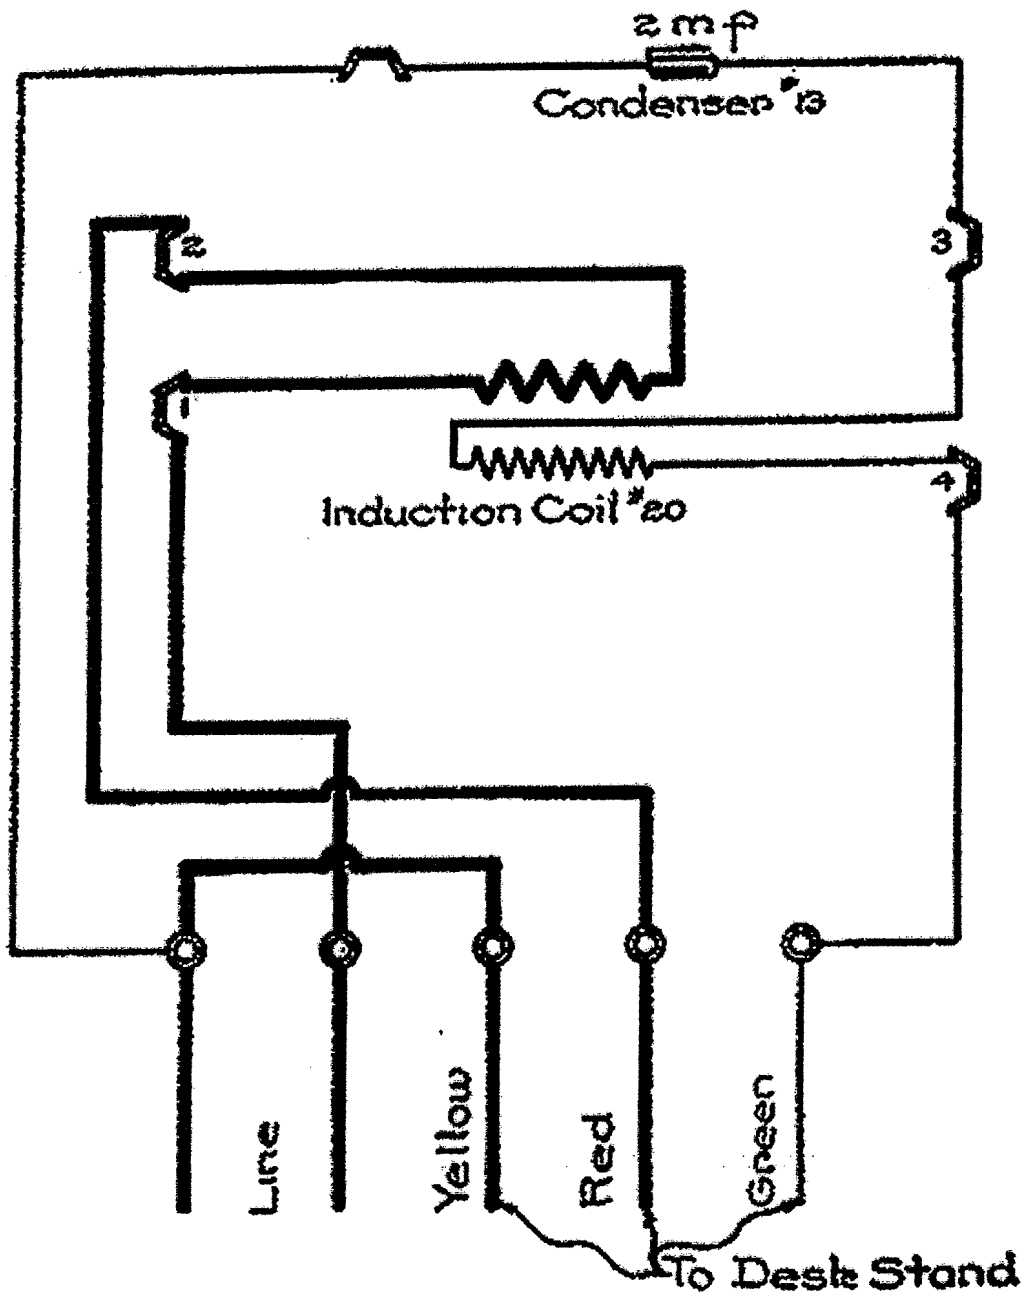 2 m f
Condenser #13
2
3
1
4
Induction Coil #20
Line
Yellow
Red
Green
To Desk Stand